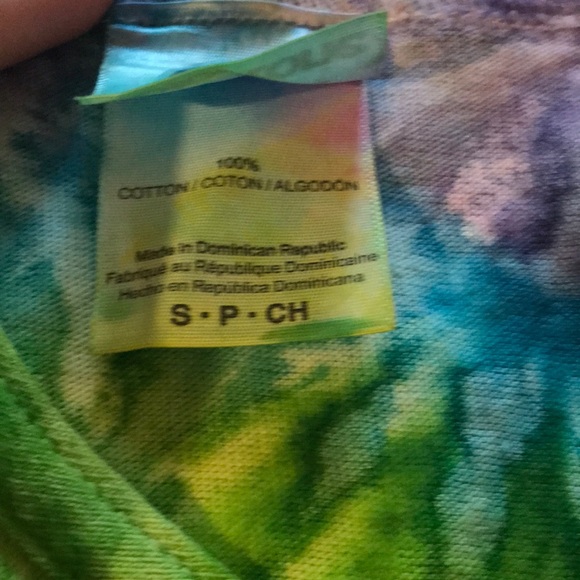 100%
COTTON / COTON / ALGODÓN
Made in Dominican Republic
Fabriqué au République Dominicaine
Hecho en República Dominicana
S • P • CH